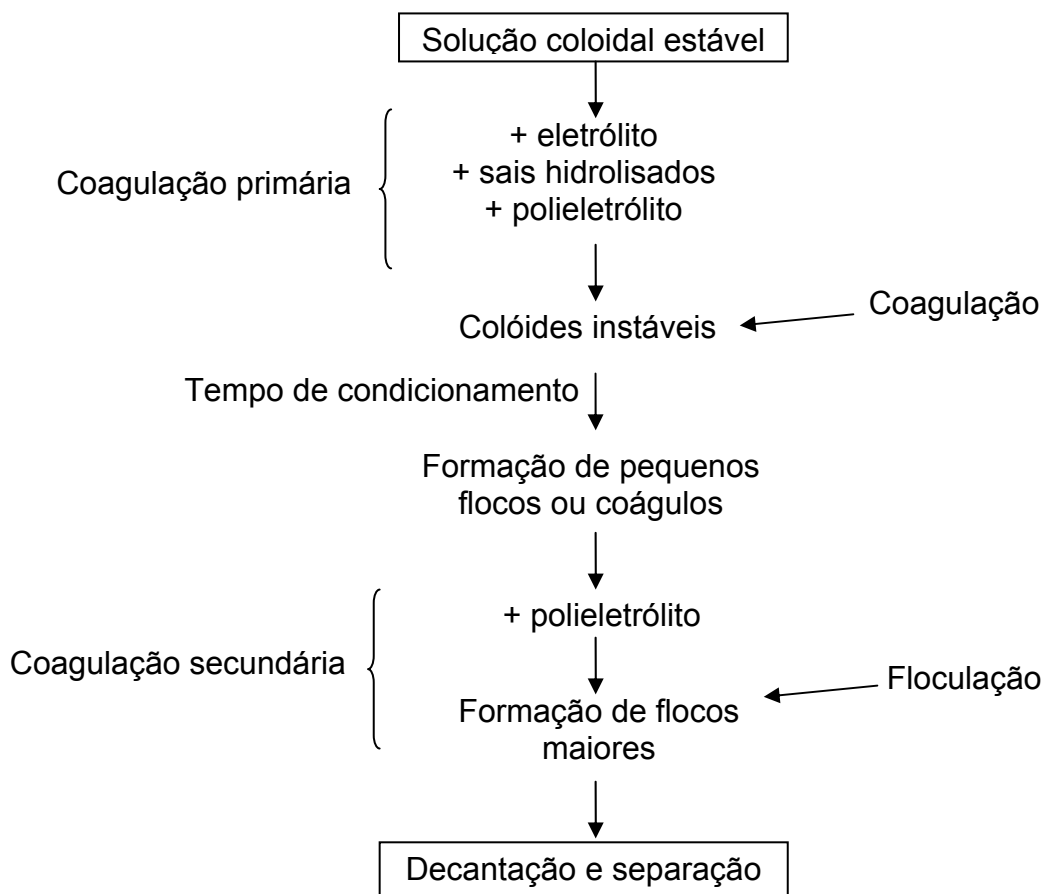 Solução coloidal estável
+ eletrólito
+ sais hidrolisados
+ polieletrólito
Coagulação primária
Coagulação
Colóides instáveis
Tempo de condicionamento
Formação de pequenos
flocos ou coágulos
+ polieletrólito
Coagulação secundária
Floculação
Formação de flocos
maiores
Decantação e separação